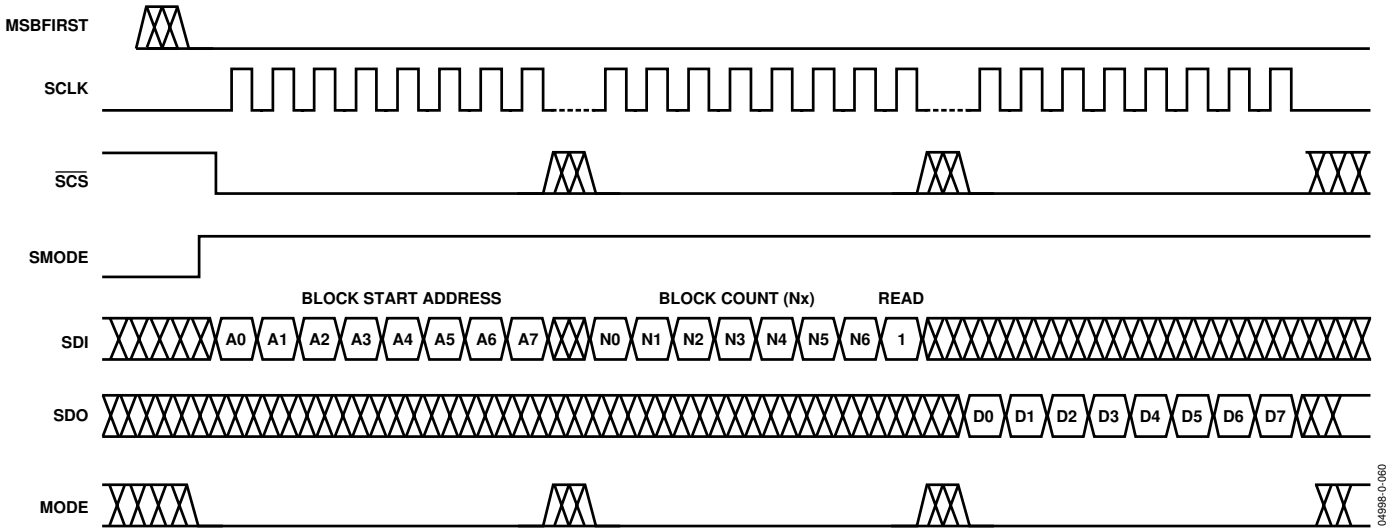 MSBFIRST
SCLK
SCS
SMODE
BLOCK START ADDRESS BLOCK COUNT (Nx) READ
SDI A0 A1 A2 A3 A4 A5 A6 A7 N0 N1 N2 N3 N4 N5 N6 1
SDO D0 D1 D2 D3 D4 D5 D6 D7
MODE
04998-0-060